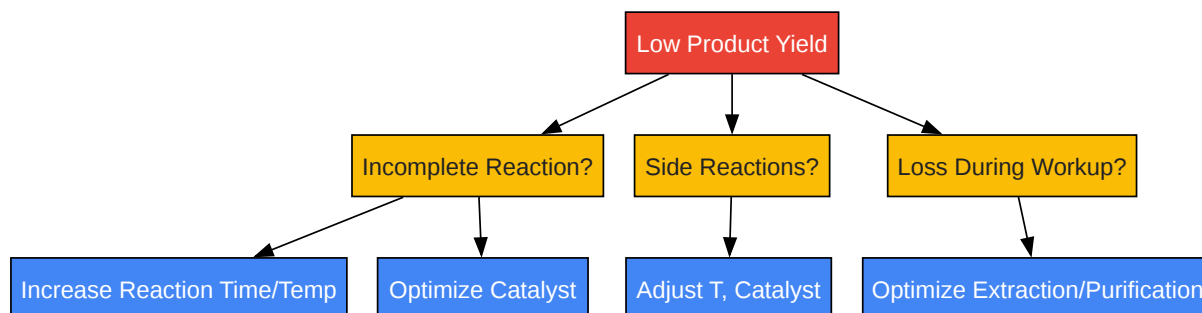 Low Product Yield
Incomplete Reaction?
Side Reactions?
Loss During Workup?
Increase Reaction Time/Temp
Optimize Catalyst
Adjust T, Catalyst
Optimize Extraction/Purification